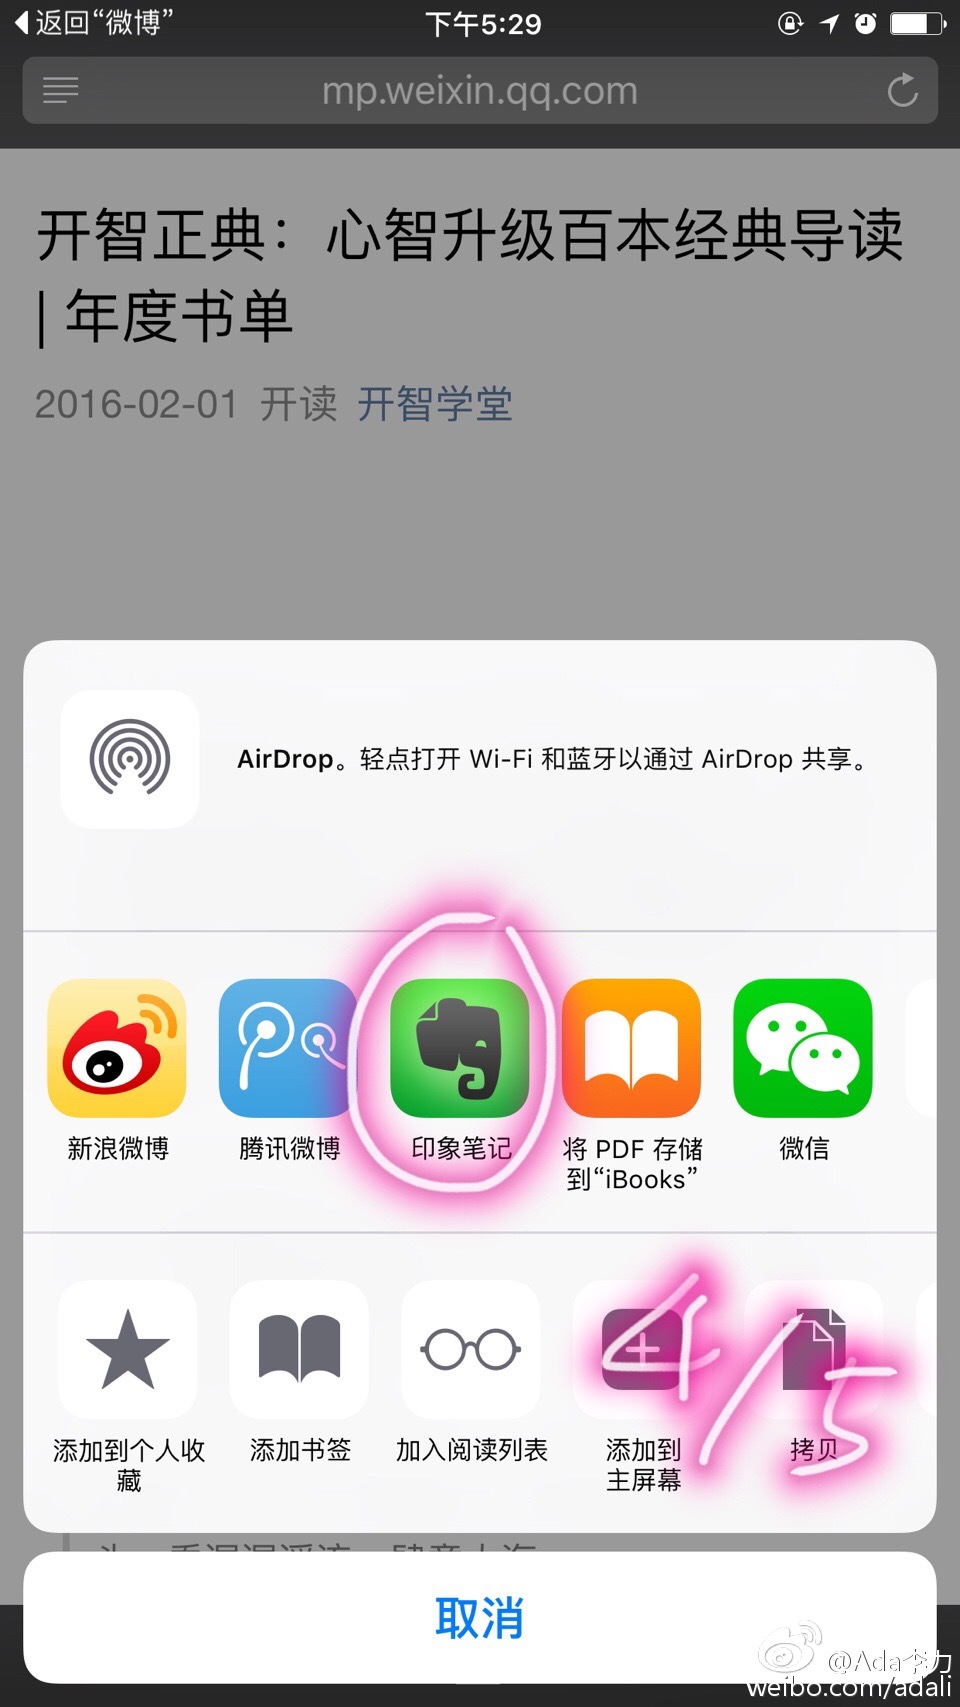 返回“微博”
下午5:29
mp.weixin.qq.com
开智正典：心智升级百本经典导读
| 年度书单
2016-02-01 开读 开智学堂
AirDrop。轻点打开 Wi-Fi 和蓝牙以通过 AirDrop 共享。
新浪微博
腾讯微博
印象笔记
将 PDF 存储
到“iBooks”
微信
4/5
添加到个人收
藏
添加书签
加入阅读列表
添加到
主屏幕
拷贝
取消
@Ada李力
weibo.com/adali